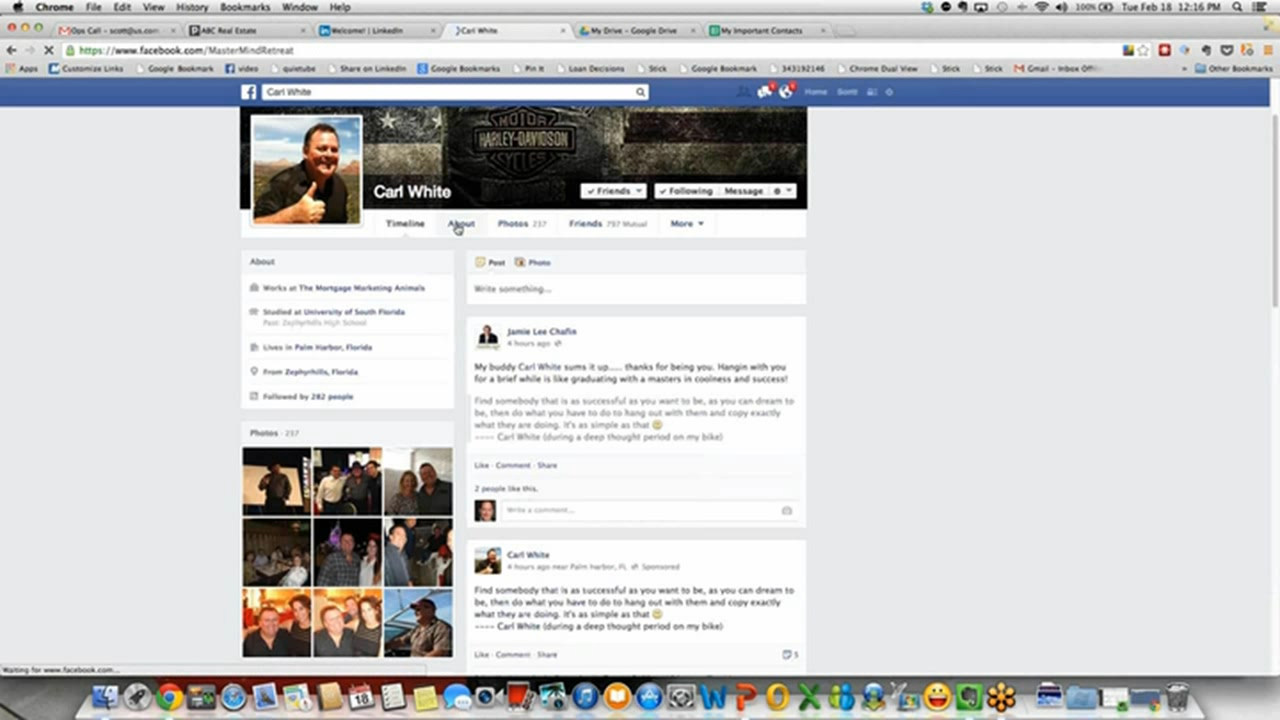 Chrome File Edit View History Bookmarks Window Help
100% Tue Feb 18 12:16 PM
Ops Call - scott@us.com
ABC Real Estate
Welcome! | LinkedIn
Carl White
My Drive - Google Drive
My Important Contacts
https://www.facebook.com/MasterMindRetreat
Apps Customize Links Google Bookmark video quietube Share on LinkedIn Google Bookmarks Pin It Loan Decisions Stick Google Bookmark 343192146 Chrome Dual View Stick Stick Gmail - Inbox » Other Bookmarks
Carl White
Home Scott
MOTOR
HARLEY-DAVIDSON
CYCLES
Carl White
✓ Friends
✓ Following Message
Timeline About Photos 237 Friends 797 Mutual More
About
Works at The Mortgage Marketing Animals
Studied at University of South Florida
Past: Zephyrhills High School
Lives in Palm Harbor, Florida
From Zephyrhills, Florida
Followed by 282 people
Photos · 237
Post Photo
Write something...
Jamie Lee Chafin
4 hours ago
My buddy Carl White sums it up..... thanks for being you. Hangin with you
for a brief while is like graduating with a masters in coolness and success!
Find somebody that is as successful as you want to be, as you can dream to
be, then do what you have to do to hang out with them and copy exactly
what they are doing. It's as simple as that
---- Carl White (during a deep thought period on my bike)
Like · Comment · Share
2 people like this.
Write a comment...
Carl White
4 hours ago near Palm Harbor, FL · Sponsored
Find somebody that is as successful as you want to be, as you can dream to
be, then do what you have to do to hang out with them and copy exactly
what they are doing. It's as simple as that
---- Carl White (during a deep thought period on my bike)
Like · Comment · Share
5
Waiting for www.facebook.com...
18